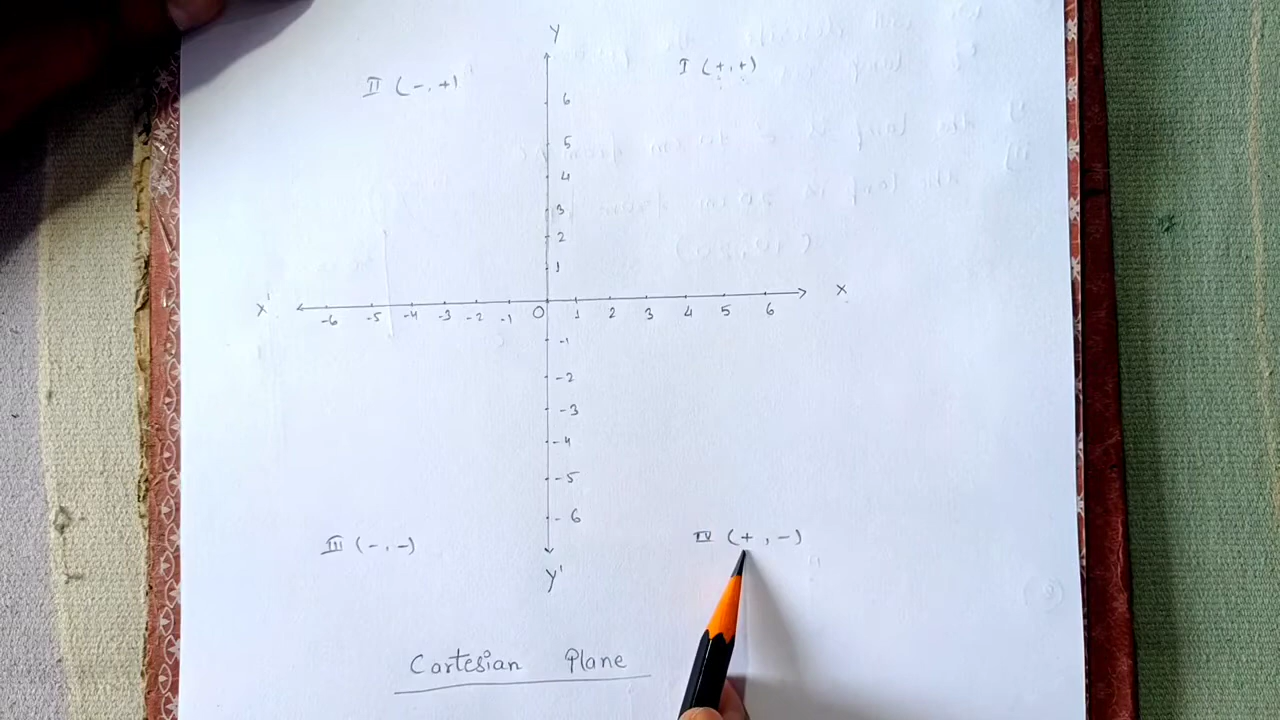 Y
II (-, +)
I (+, +)
6
5
4
3
2
1
X' -6 -5 -4 -3 -2 -1 0 1 2 3 4 5 6 X
-1
-2
-3
-4
-5
-6
III (-, -)
IV (+, -)
Y'
Cartesian Plane